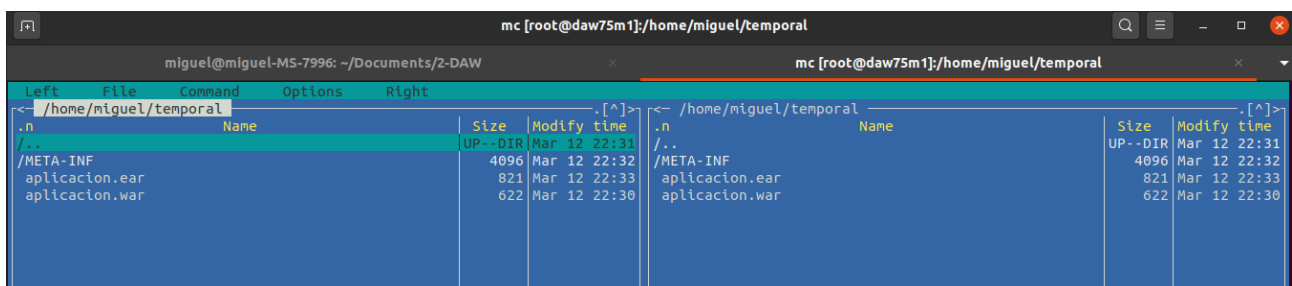 mc [root@daw75m1]:/home/miguel/temporal
miguel@miguel-MS-7996: ~/Documents/2-DAW × mc [root@daw75m1]:/home/miguel/temporal ×
Left File Command Options Right
<─ /home/miguel/temporal ─.[^]>┐ ┌<─ /home/miguel/temporal ─.[^]>┐
.n Name Size Modify time .n Name Size Modify time
/.. UP--DIR Mar 12 22:31 /.. UP--DIR Mar 12 22:31
/META-INF 4096 Mar 12 22:32 /META-INF 4096 Mar 12 22:32
aplicacion.ear 821 Mar 12 22:33 aplicacion.ear 821 Mar 12 22:33
aplicacion.war 622 Mar 12 22:30 aplicacion.war 622 Mar 12 22:30